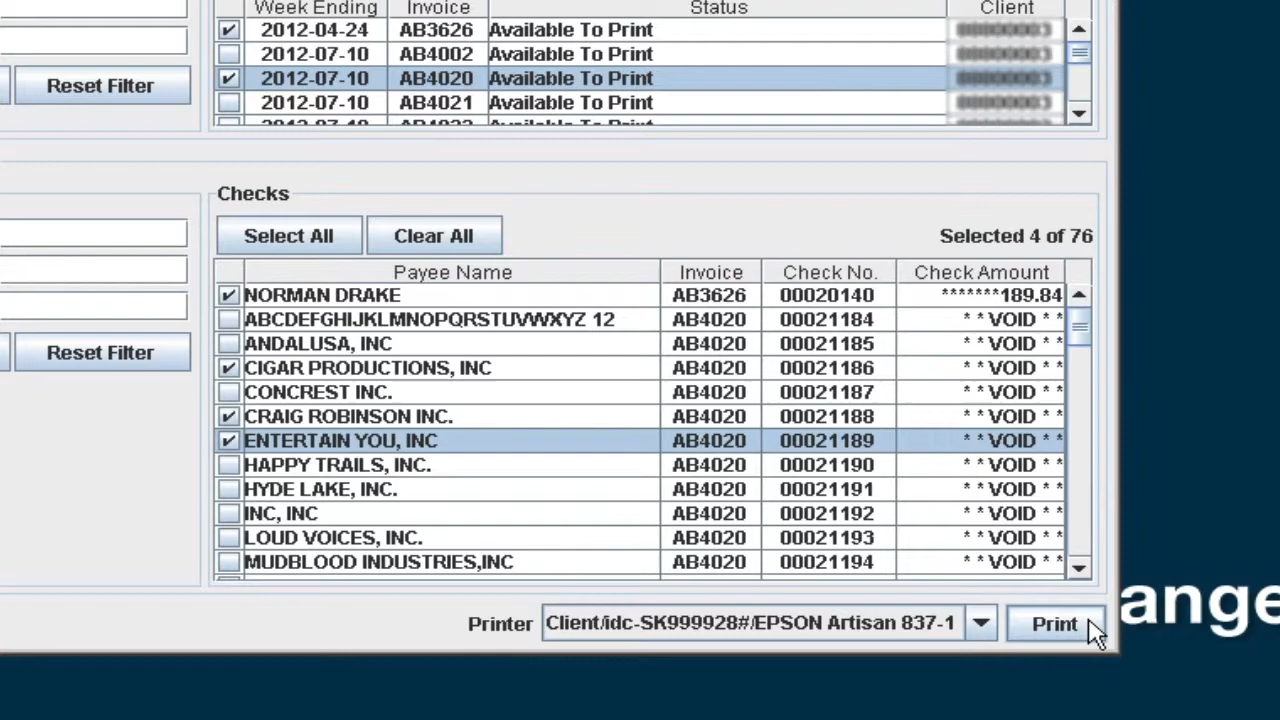 Week Ending Invoice Status Client
2012-04-24 AB3626 Available To Print
2012-07-10 AB4002 Available To Print
Reset Filter
2012-07-10 AB4020 Available To Print
2012-07-10 AB4021 Available To Print
Checks
Select All Clear All Selected 4 of 76
Payee Name Invoice Check No. Check Amount
NORMAN DRAKE AB3626 00020140 *******189.84
ABCDEFGHIJKLMNOPQRSTUVWXYZ 12 AB4020 00021184 * * VOID * *
ANDALUSA, INC AB4020 00021185 * * VOID * *
Reset Filter
CIGAR PRODUCTIONS, INC AB4020 00021186 * * VOID * *
CONCREST INC. AB4020 00021187 * * VOID * *
CRAIG ROBINSON INC. AB4020 00021188 * * VOID * *
ENTERTAIN YOU, INC AB4020 00021189 * * VOID * *
HAPPY TRAILS, INC. AB4020 00021190 * * VOID * *
HYDE LAKE, INC. AB4020 00021191 * * VOID * *
INC, INC AB4020 00021192 * * VOID * *
LOUD VOICES, INC. AB4020 00021193 * * VOID * *
MUDBLOOD INDUSTRIES,INC AB4020 00021194 * * VOID * *
Printer Client/idc-SK999928#/EPSON Artisan 837-1 Print
ange